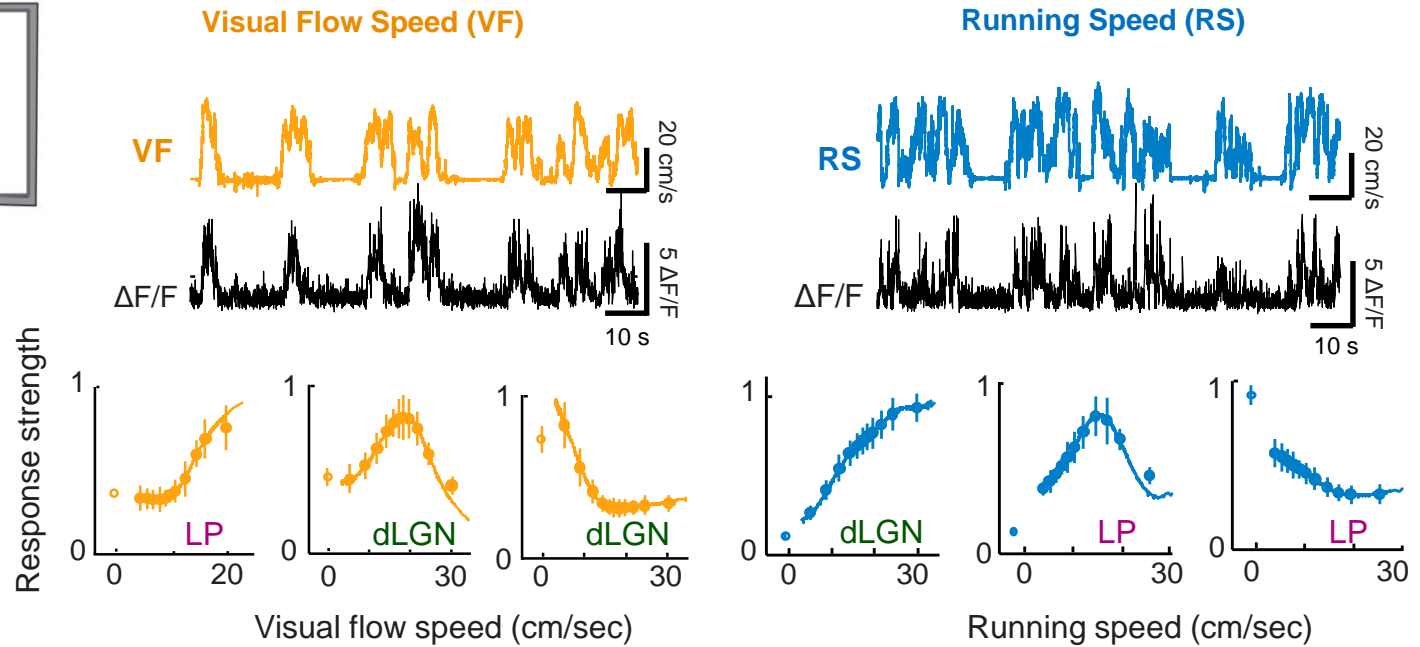 Visual Flow Speed (VF)
Running Speed (RS)
VF
20 cm/s
RS
20 cm/s
ΔF/F
5 ΔF/F
10 s
ΔF/F
5 ΔF/F
10 s
Response strength
1
0
LP
0
20
1
0
dLGN
0
30
1
0
dLGN
0
30
1
0
dLGN
0
30
1
0
LP
0
30
1
0
LP
0
30
Visual flow speed (cm/sec)
Running speed (cm/sec)